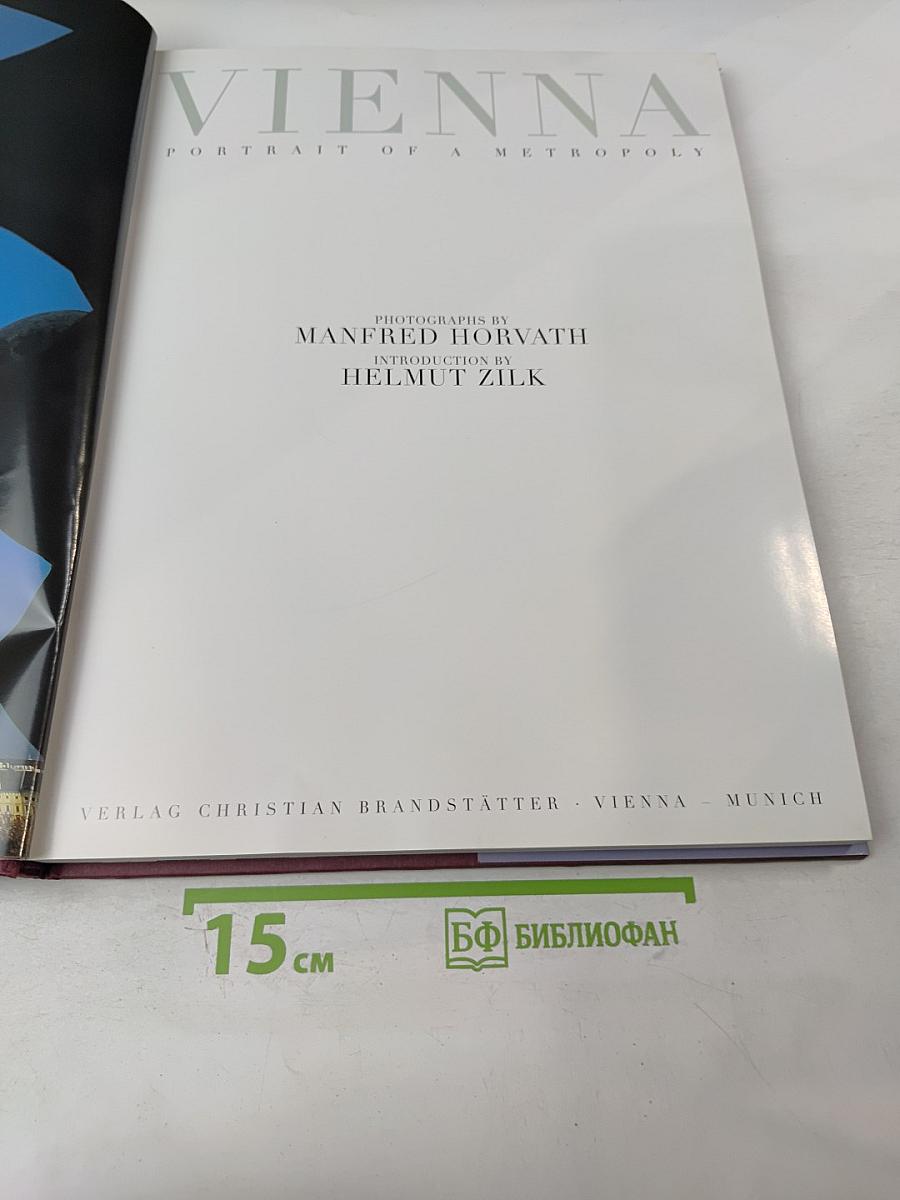 VIENNA
PORTRAIT OF A METROPOLY
PHOTOGRAPHS BY
MANFRED HORVATH
INTRODUCTION BY
HELMUT ZILK
VERLAG CHRISTIAN BRANDSTÄTTER · VIENNA – MUNICH
15 см
БФ БИБЛИОФАН